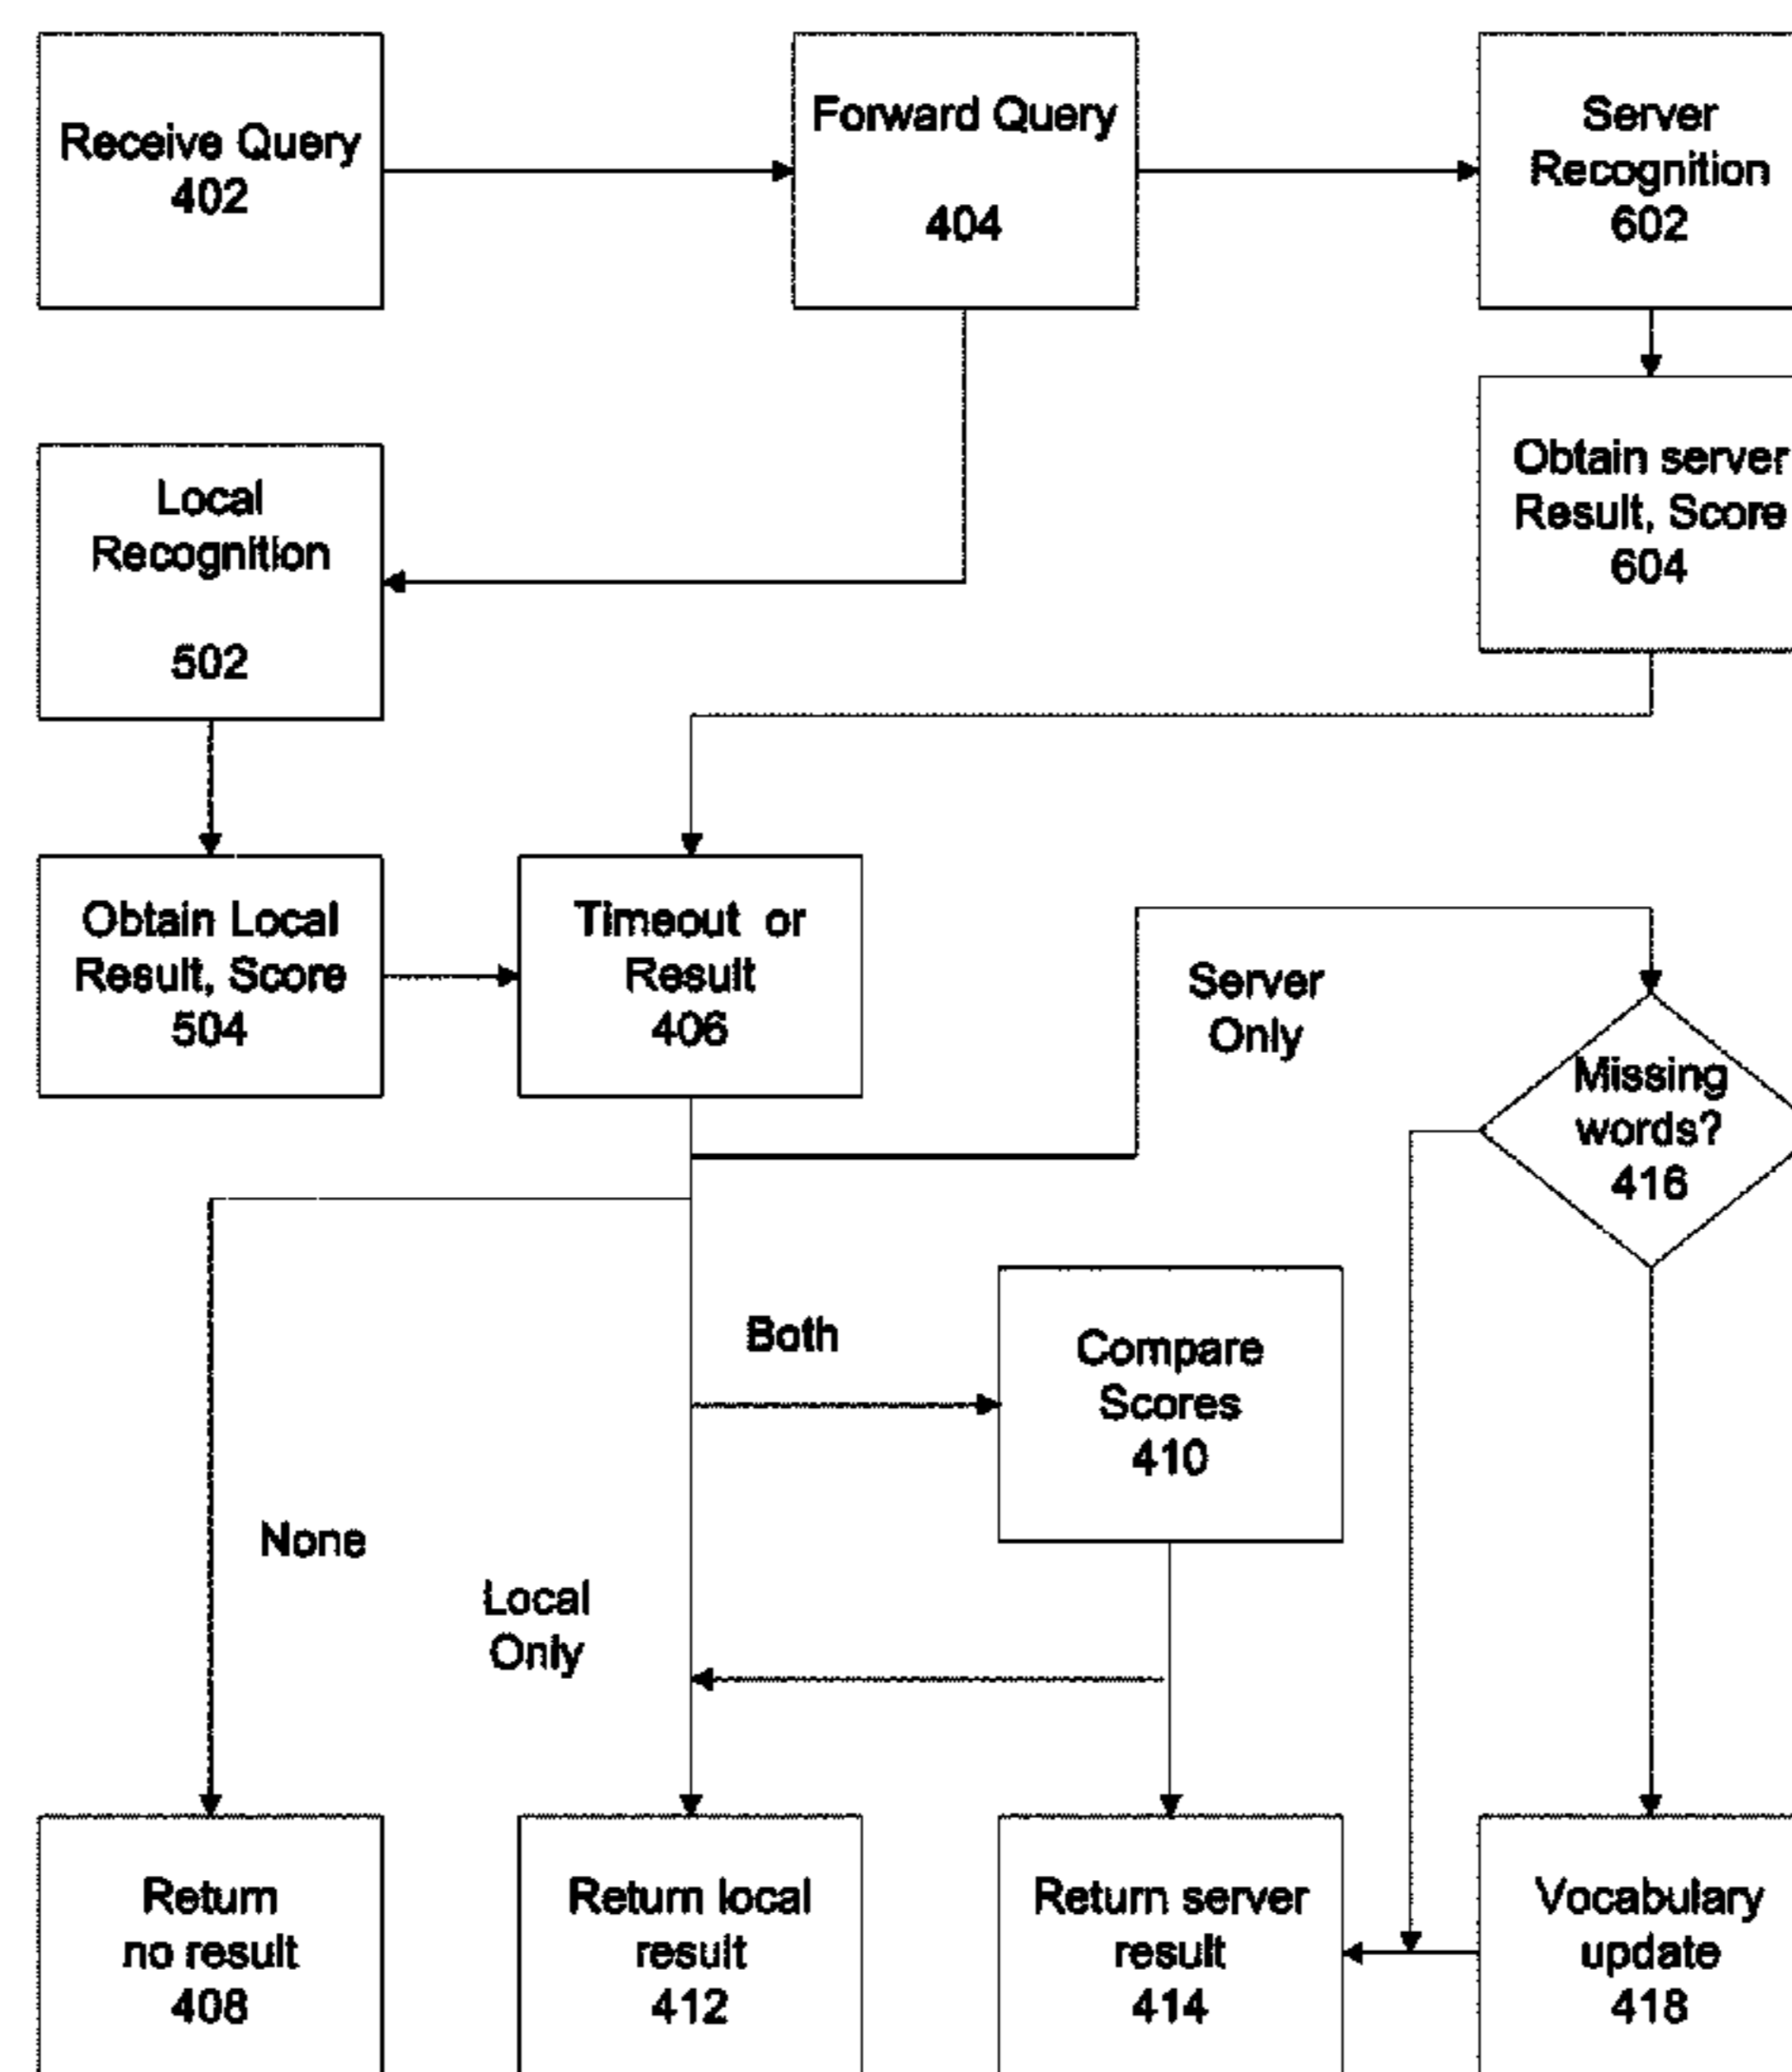 Receive Query
402
Forward Query
404
Server
Recognition
602
Local
Recognition
502
Obtain server
Result, Score
604
Obtain Local
Result, Score
504
Timeout or
Result
406
Server
Only
Missing
words?
416
Both
Compare
Scores
410
None
Local
Only
Return
no result
408
Return local
result
412
Return server
result
414
Vocabulary
update
418